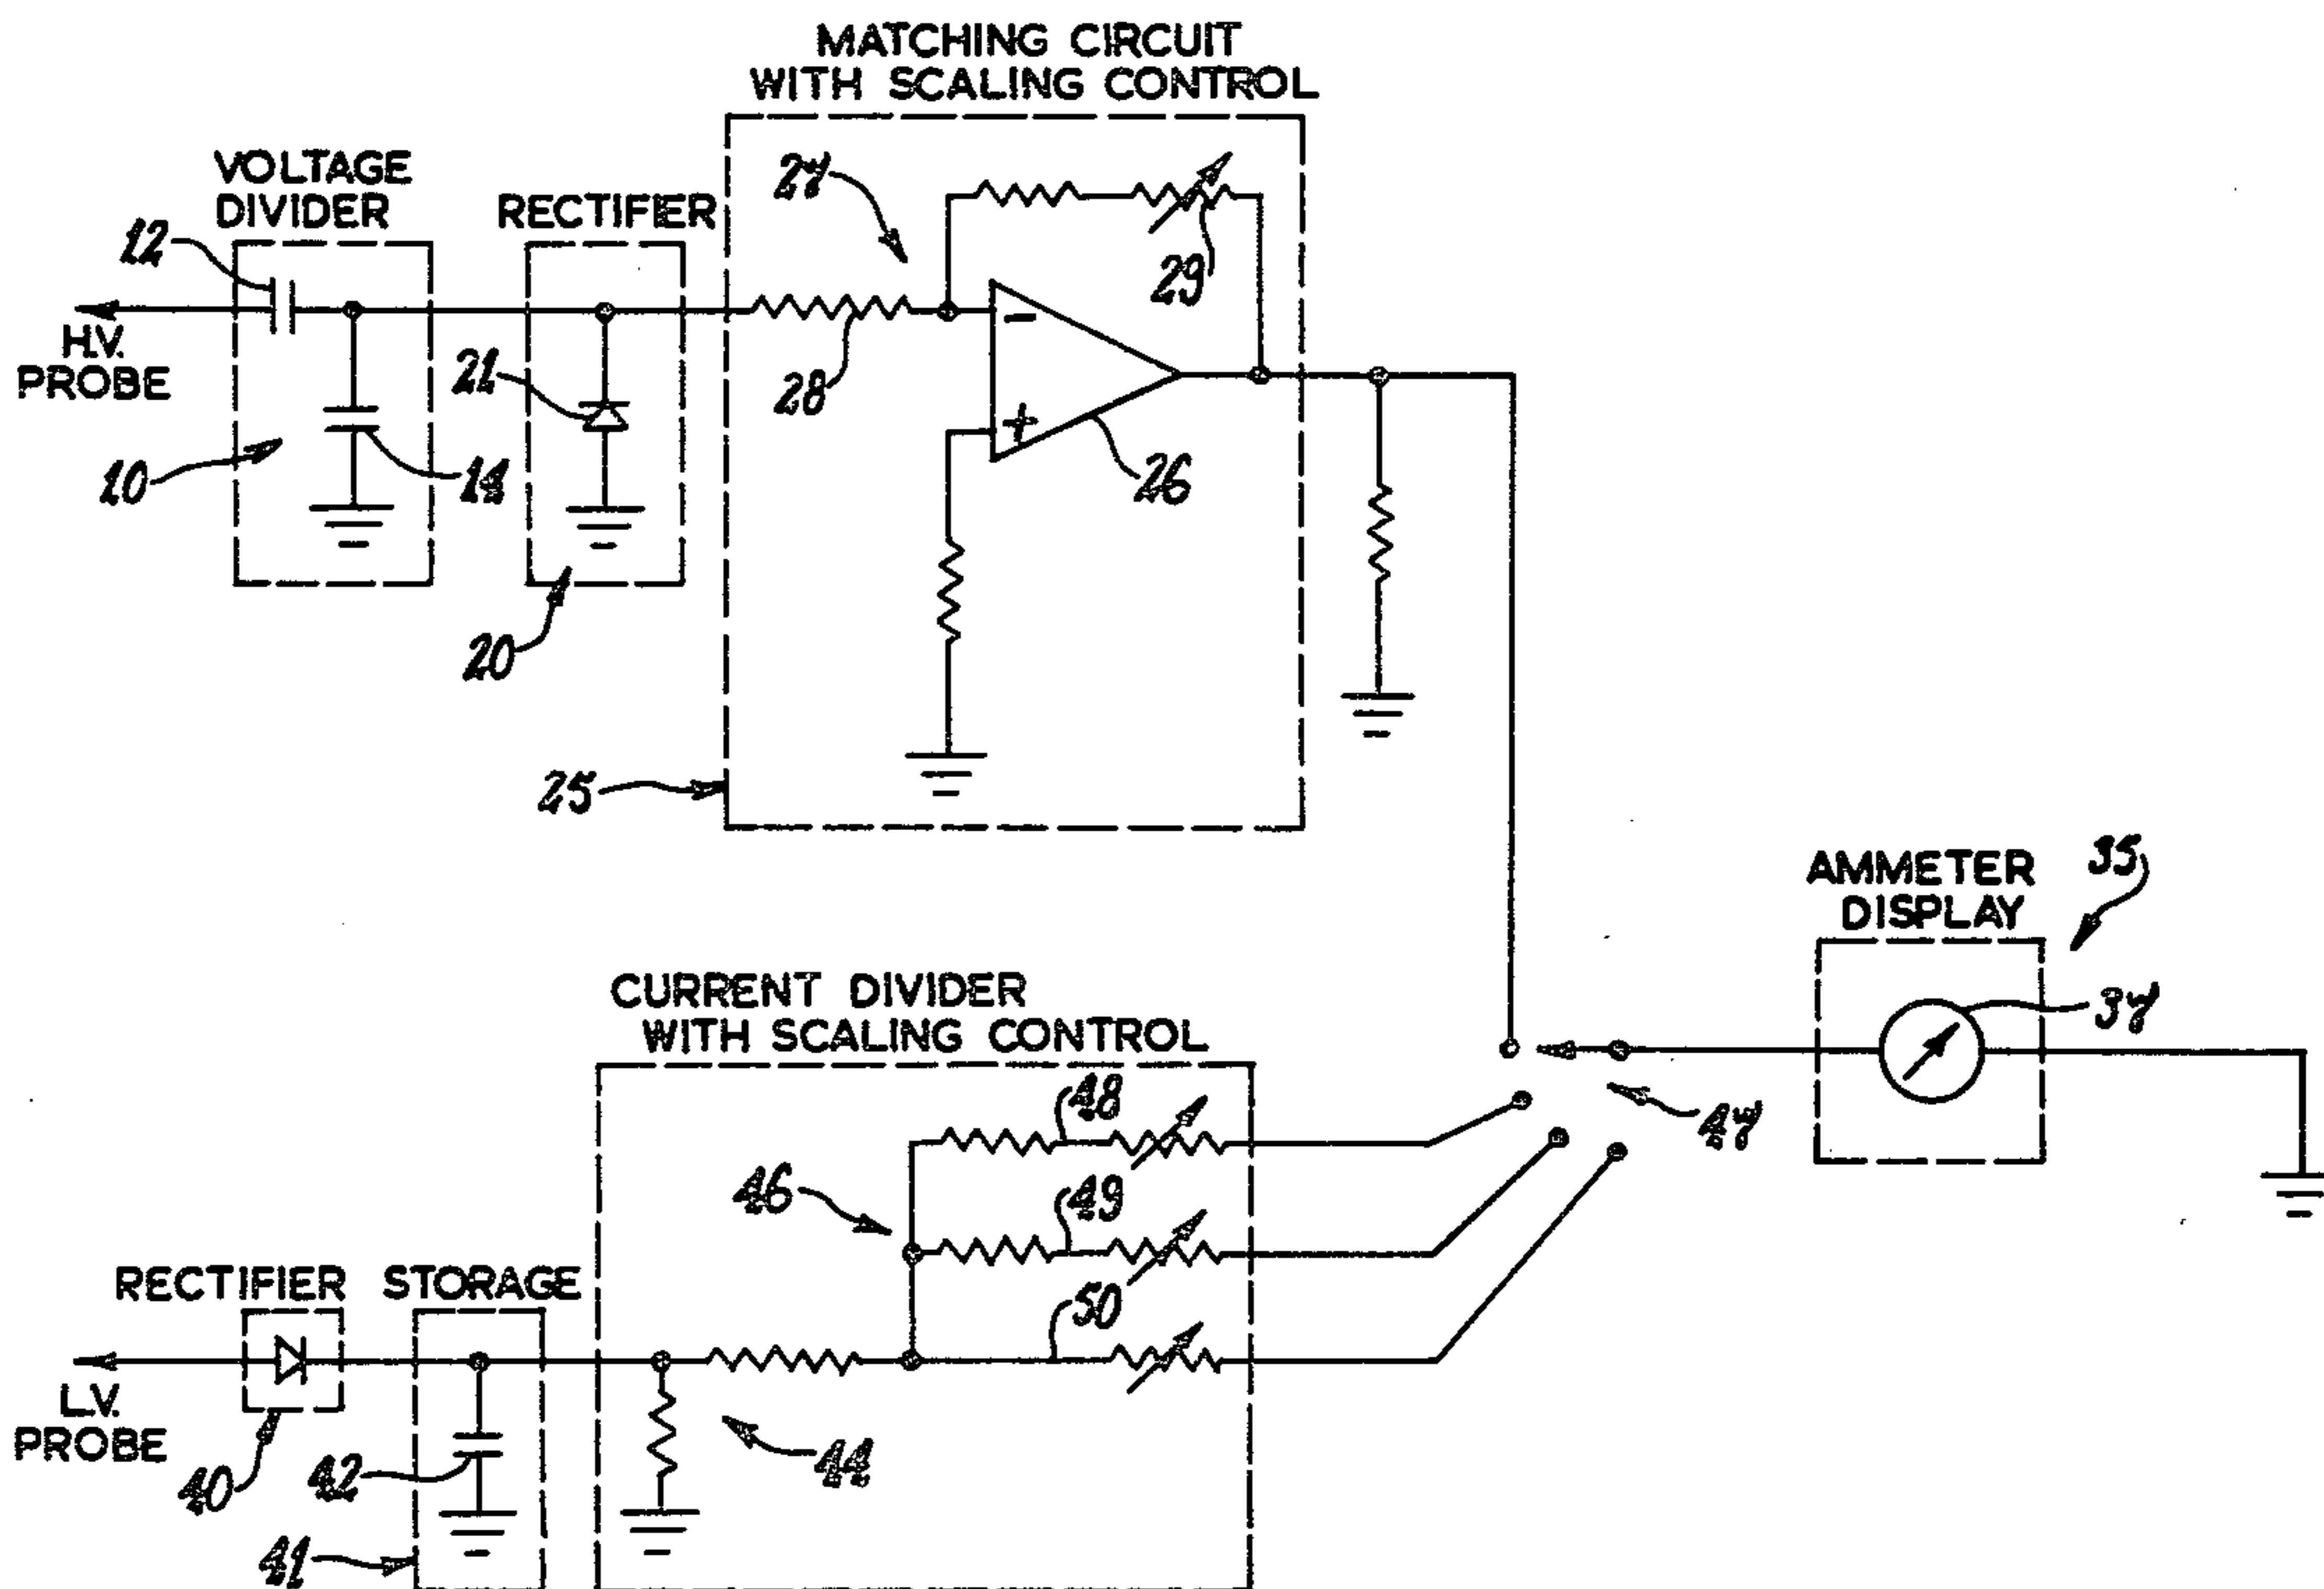 MATCHING CIRCUIT
WITH SCALING CONTROL
VOLTAGE
DIVIDER
RECTIFIER
27
12
29
H.V.
PROBE
21
28
10
14
26
20
25
AMMETER
DISPLAY
35
37
CURRENT DIVIDER
WITH SCALING CONTROL
48
47
46
49
50
RECTIFIER
STORAGE
L.V.
PROBE
40
42
44
41
-
+